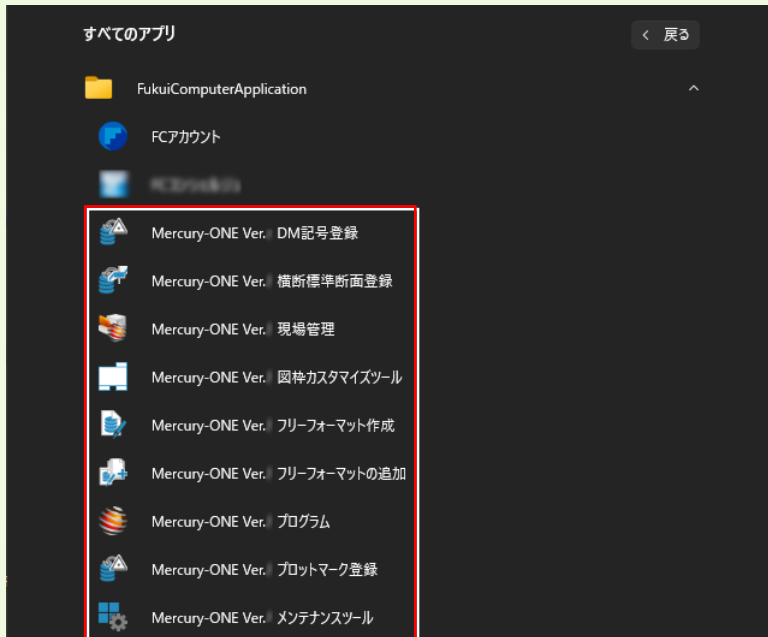 すべてのアプリ
戻る
FukuiComputerApplication
FCアカウント
Mercury-ONE Ver. DM記号登録
Mercury-ONE Ver. 横断標準断面登録
Mercury-ONE Ver. 現場管理
Mercury-ONE Ver. 図枠カスタマイズツール
Mercury-ONE Ver. フリーフォーマット作成
Mercury-ONE Ver. フリーフォーマットの追加
Mercury-ONE Ver. プログラム
Mercury-ONE Ver. プロットマーク登録
Mercury-ONE Ver. メンテナンスツール